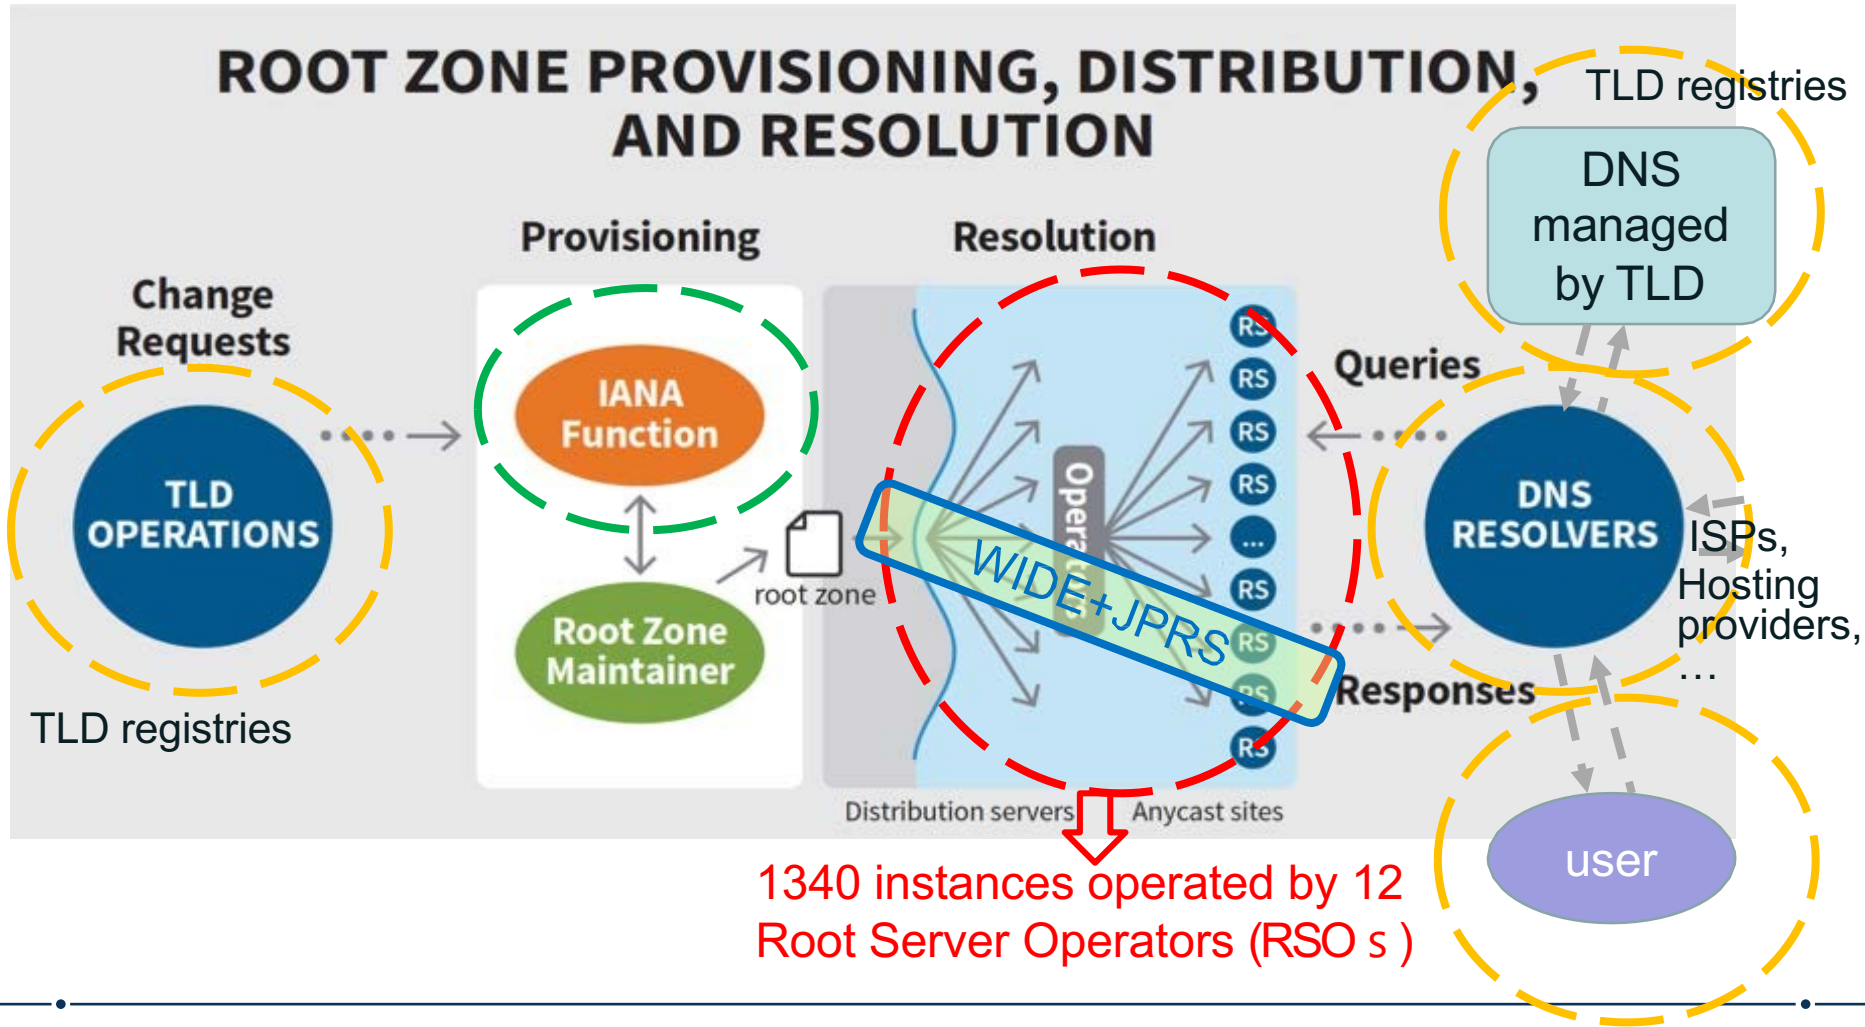 ROOT ZONE PROVISIONING, DISTRIBUTION,
AND RESOLUTION
TLD registries
DNS
managed
by TLD
Provisioning
Resolution
Change
Requests
IANA
Function
TLD
OPERATIONS
TLD registries
Root Zone
Maintainer
root zone
WIDE+JPRS
RS
RS
RS
RS
...
RS
RS
RS
RS
Distribution servers
Anycast sites
Queries
Responses
DNS
RESOLVERS
ISPs,
Hosting
providers,
…
user
1340 instances operated by 12
Root Server Operators (RSO s )